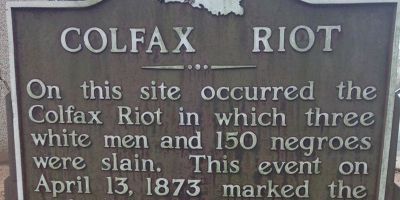 COLFAX RIOT
On this site occurred the
Colfax Riot in which three
white men and 150 negroes
were slain. This event on
April 13, 1873 marked the